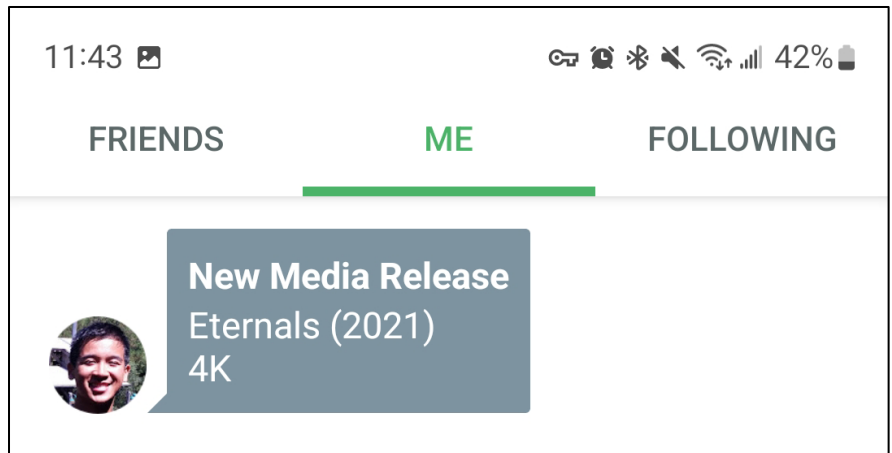 11:43 42%
FRIENDS ME FOLLOWING
New Media Release
Eternals (2021)
4K